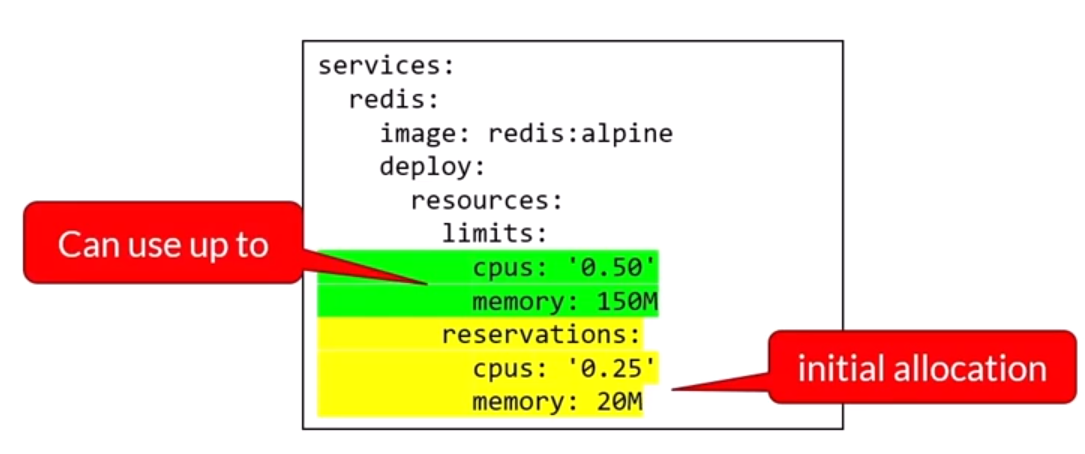 services:
  redis:
    image: redis:alpine
    deploy:
      resources:
        limits:
          cpus: '0.50'
          memory: 150M
        reservations:
          cpus: '0.25'
          memory: 20M
Can use up to
initial allocation